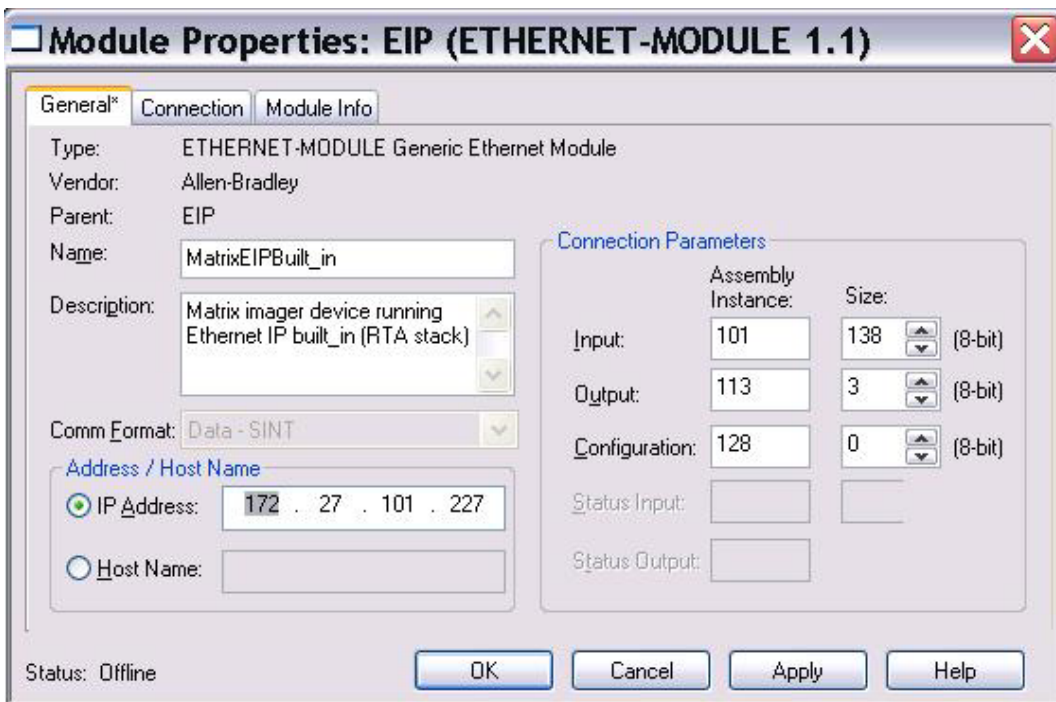 Module Properties: EIP (ETHERNET-MODULE 1.1)
General* Connection Module Info
Type: ETHERNET-MODULE Generic Ethernet Module
Vendor: Allen-Bradley
Parent: EIP
Name: MatrixEIPBuilt_in
Description: Matrix imager device running
Ethernet IP built_in (RTA stack)
Comm Format: Data - SINT
Address / Host Name
IP Address: 172 . 27 . 101 . 227
Host Name:
Connection Parameters
Assembly
Instance: Size:
Input: 101 138 (8-bit)
Output: 113 3 (8-bit)
Configuration: 128 0 (8-bit)
Status Input:
Status Output:
Status: Offline OK Cancel Apply Help